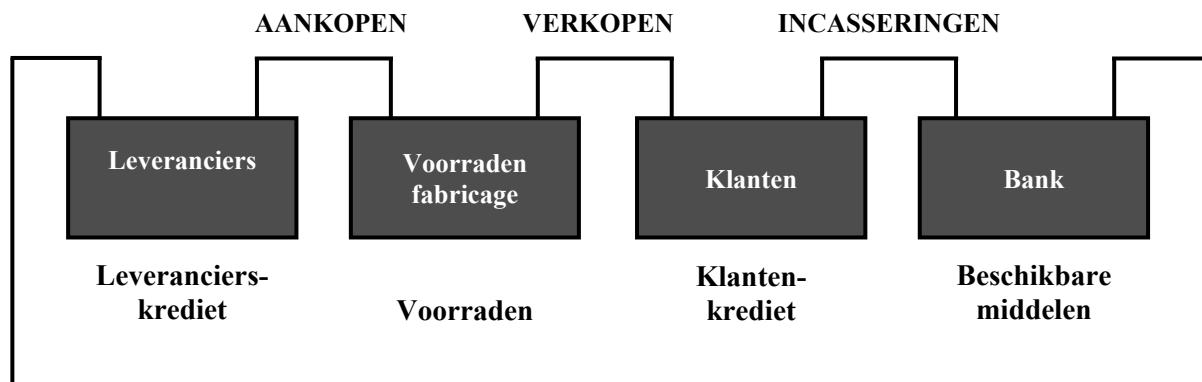 AANKOPEN VERKOPEN INCASSERINGEN
Leveranciers
Voorraden
fabricage
Klanten
Bank
Leveranciers-
krediet
Voorraden
Klanten-
krediet
Beschikbare
middelen